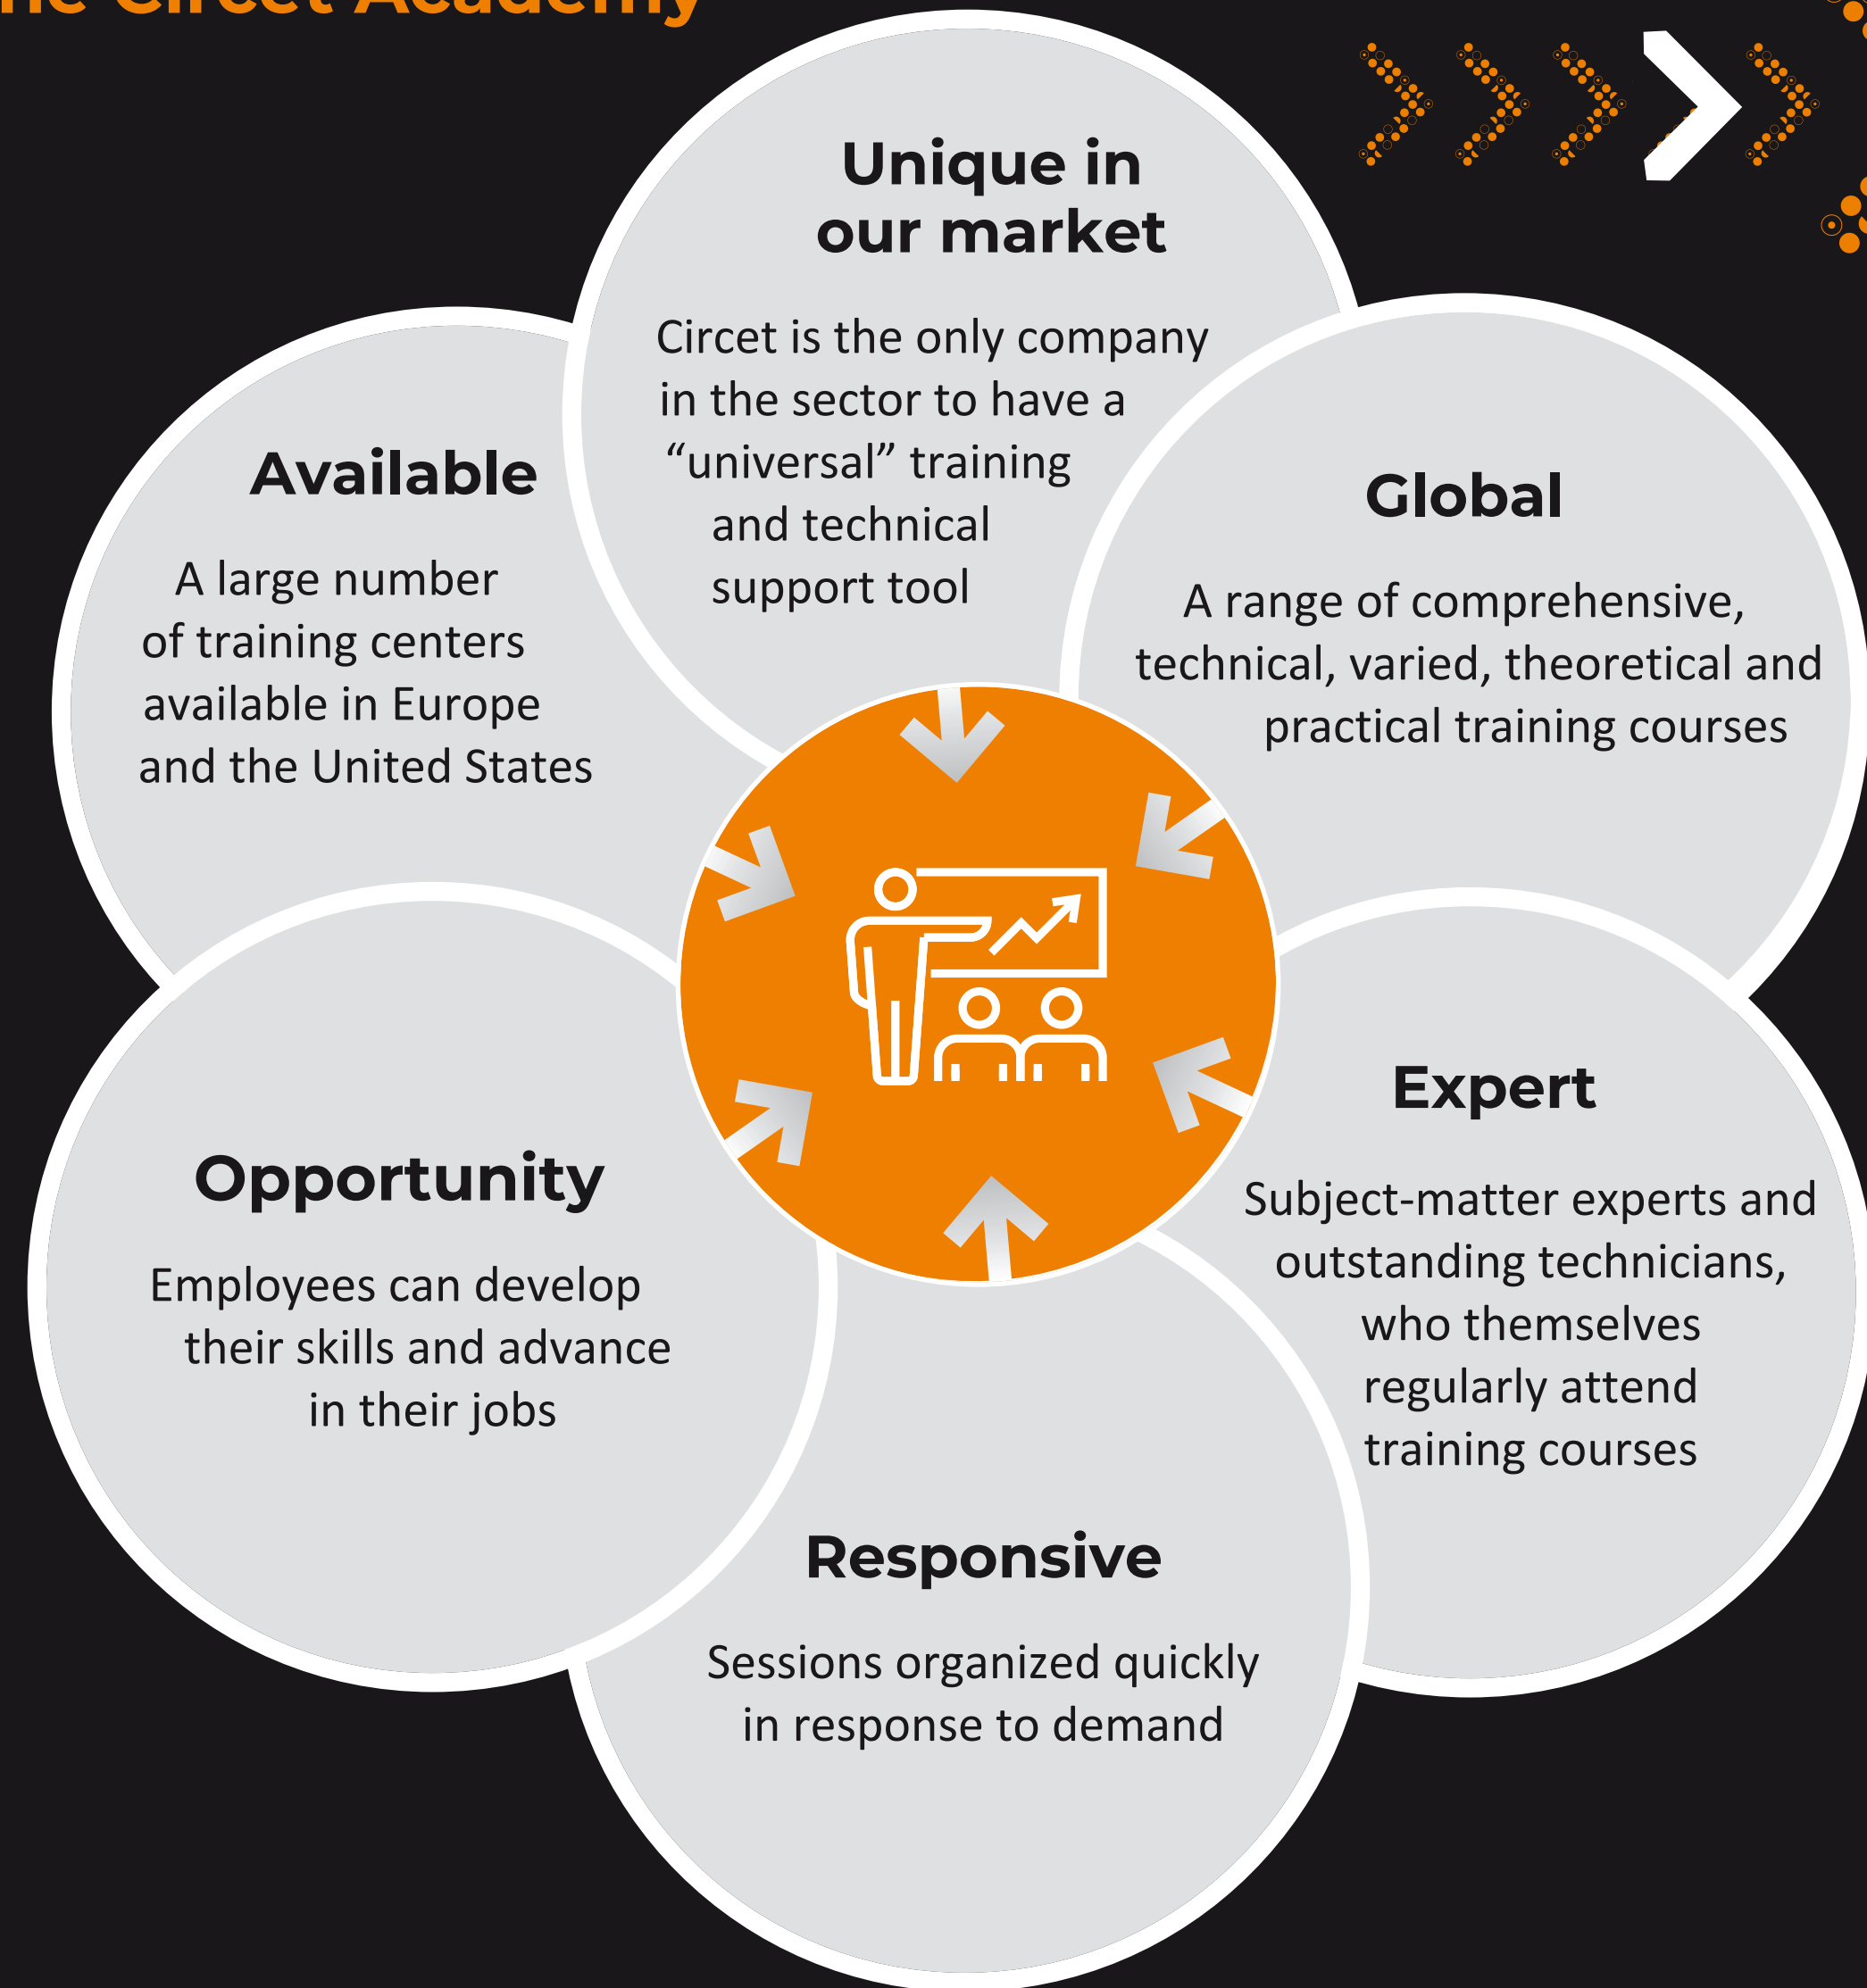 The Circet Academy
Unique in
our market
Circet is the only company
in the sector to have a
“universal” training
and technical
support tool
Global
A range of comprehensive,
technical, varied, theoretical and
practical training courses
Expert
Subject-matter experts and
outstanding technicians,
who themselves
regularly attend
training courses
Responsive
Sessions organized quickly
in response to demand
Opportunity
Employees can develop
their skills and advance
in their jobs
Available
A large number
of training centers
available in Europe
and the United States